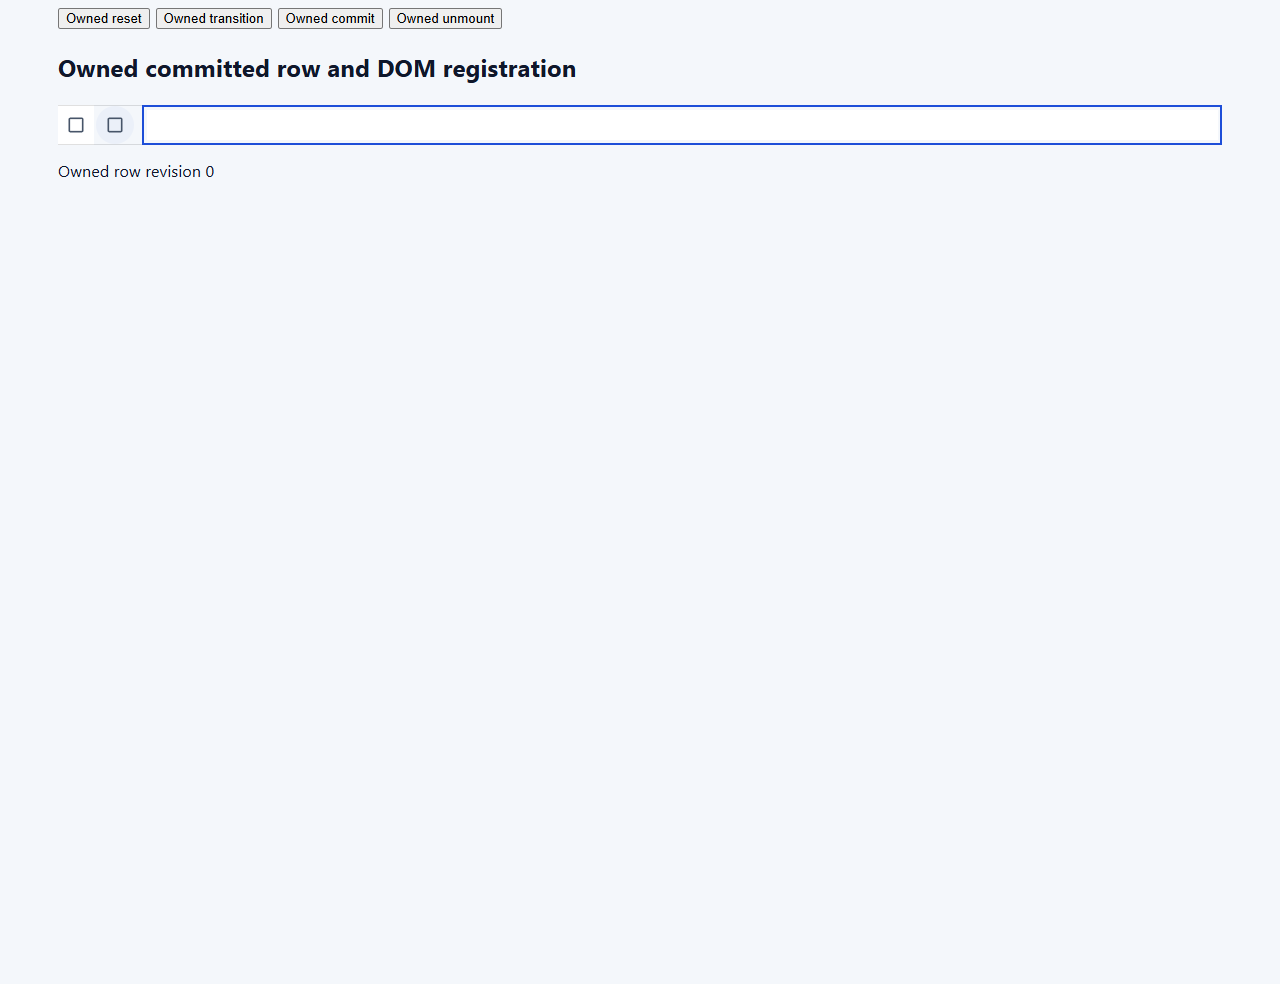 Owned reset Owned transition Owned commit Owned unmount
Owned committed row and DOM registration
Owned row revision 0